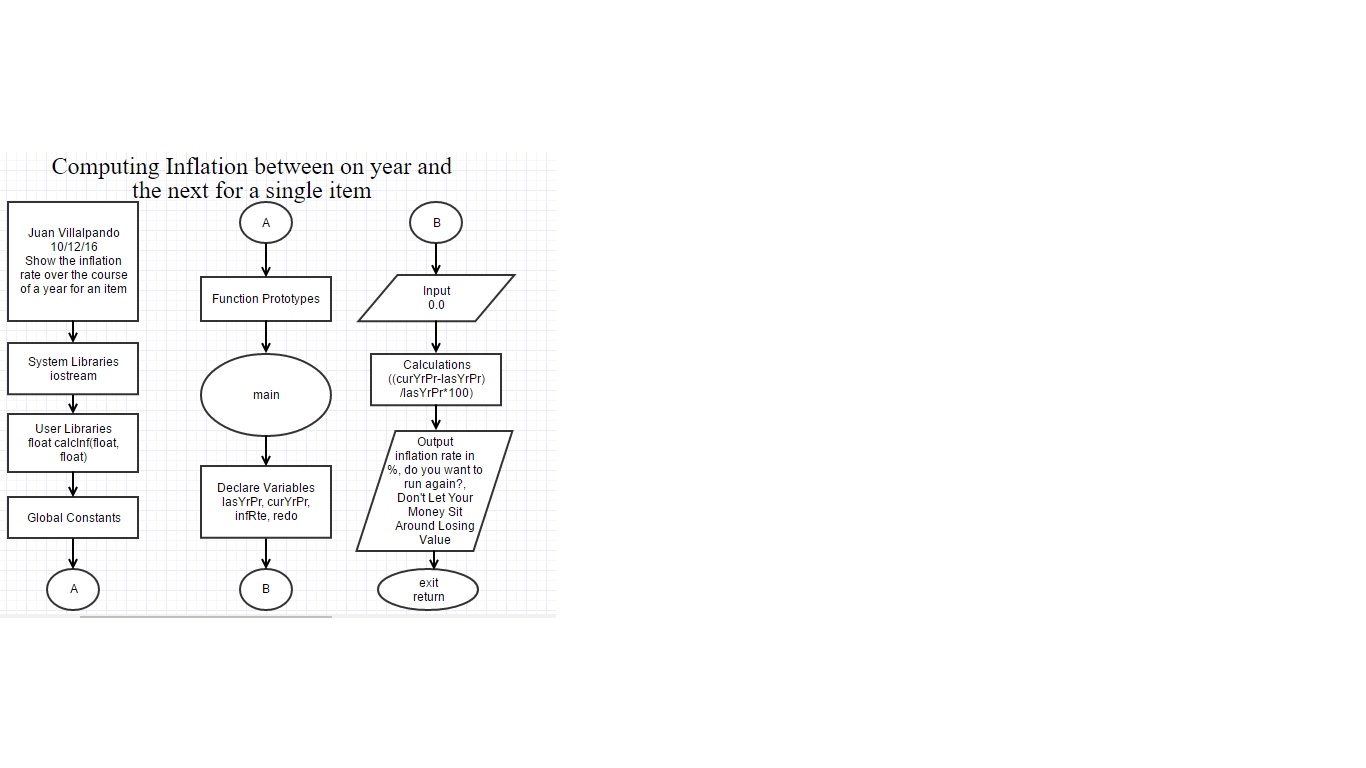 Computing Inflation between on year and
the next for a single item
Juan Villalpando
10/12/16
Show the inflation
rate over the course
of a year for an item
System Libraries
iostream
User Libraries
float calcInf(float,
float)
Global Constants
A
A
Function Prototypes
main
Declare Variables
lasYrPr, curYrPr,
infRte, redo
B
B
Input
0.0
Calculations
((curYrPr-lasYrPr)
/lasYrPr*100)
Output
inflation rate in
%, do you want to
run again?,
Don't Let Your
Money Sit
Around Losing
Value
exit
return